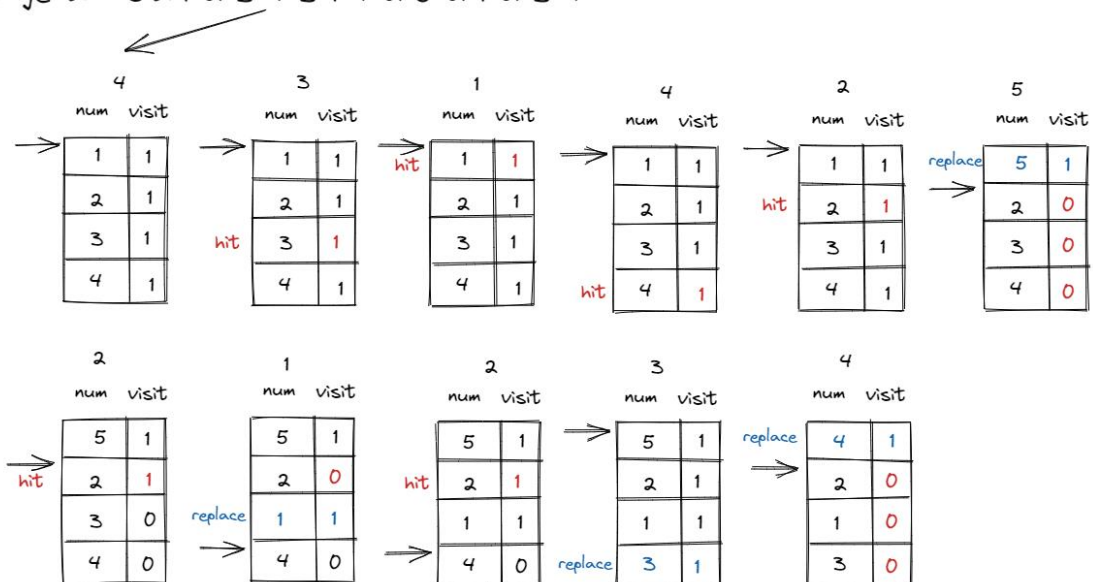 4 3 1 4 2 5
num visit num visit num visit num visit num visit num visit
1 1 1 1 hit 1 1 1 1 1 1 replace 5 1
2 1 2 1 2 1 2 1 hit 2 1 2 0
3 1 hit 3 1 3 1 3 1 3 1 3 0
4 1 4 1 4 1 hit 4 1 4 1 4 0
2 1 2 3 4
num visit num visit num visit num visit num visit
5 1 5 1 5 1 5 1 replace 4 1
hit 2 1 2 0 hit 2 1 2 1 2 0
3 0 replace 1 1 1 1 1 1 1 0
4 0 4 0 4 0 replace 3 1 3 0